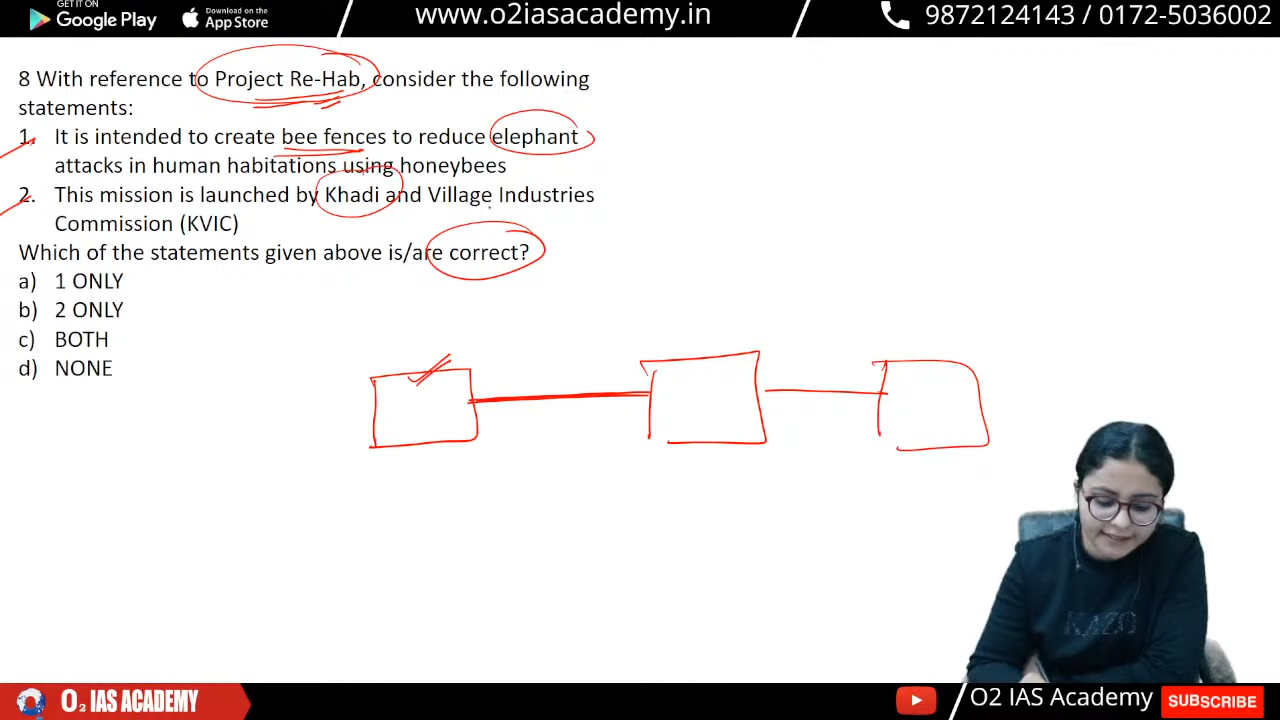 GET IT ON
Google Play
Download on the
App Store
www.o2iasacademy.in
9872124143 / 0172-5036002
8 With reference to Project Re-Hab, consider the following
statements:
1. It is intended to create bee fences to reduce elephant
attacks in human habitations using honeybees
2. This mission is launched by Khadi and Village Industries
Commission (KVIC)
Which of the statements given above is/are correct?
a) 1 ONLY
b) 2 ONLY
c) BOTH
d) NONE
KAZO
O2 IAS ACADEMY
O2 IAS Academy
SUBSCRIBE